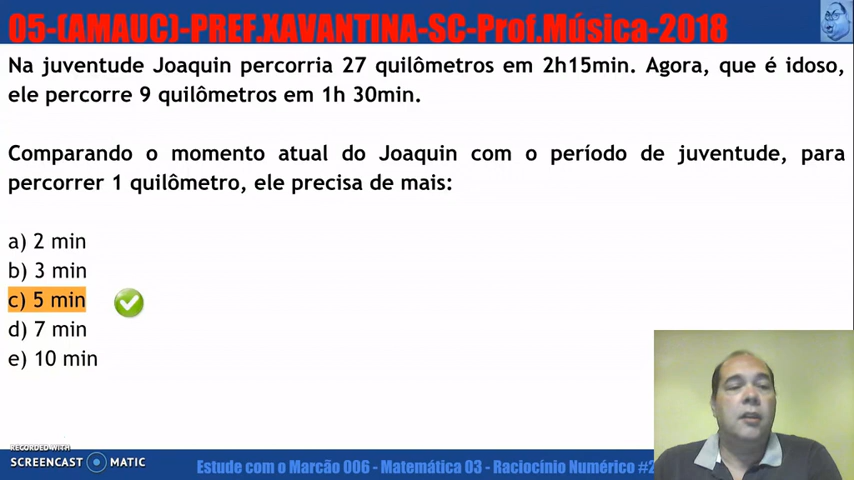 05-(AMAUC)-PREF.XAVANTINA-SC-Prof.Música-2018
Na juventude Joaquin percorria 27 quilômetros em 2h15min. Agora, que é idoso,
ele percorre 9 quilômetros em 1h 30min.
Comparando o momento atual do Joaquin com o período de juventude, para
percorrer 1 quilômetro, ele precisa de mais:
a) 2 min
b) 3 min
c) 5 min
d) 7 min
e) 10 min
RECORDED WITH
SCREENCAST MATIC
Estude com o Marcão 006 - Matemática 03 - Raciocínio Numérico #2